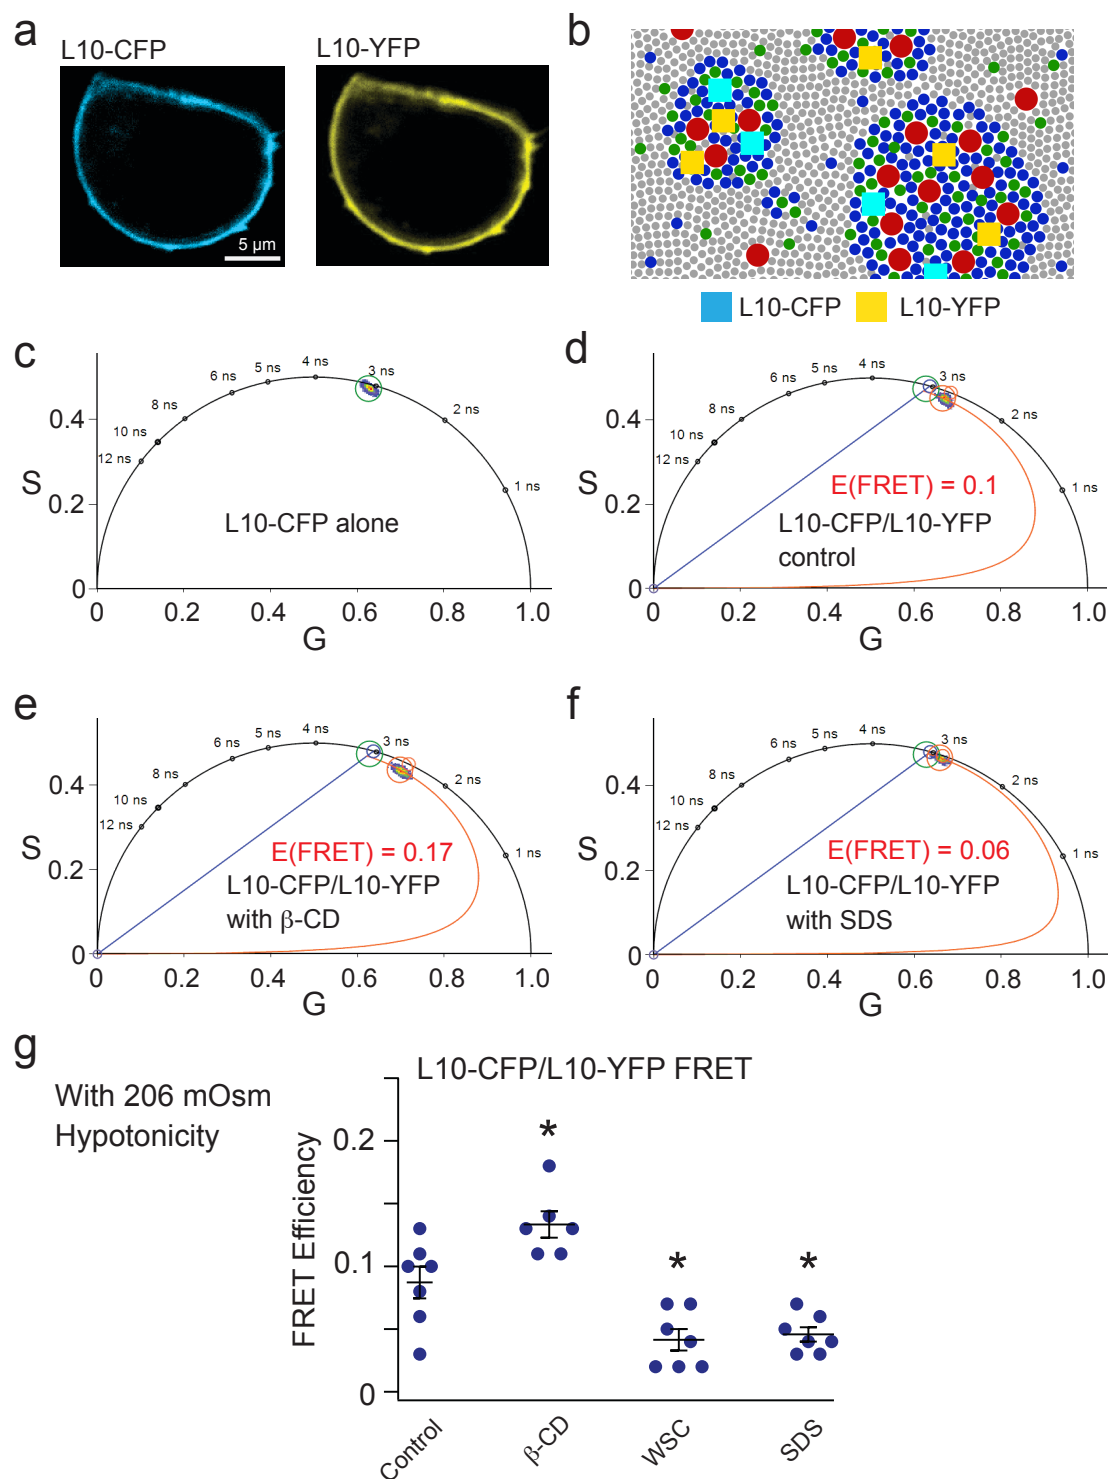 a
L10-CFP
L10-YFP
5 µm
b
L10-CFP
L10-YFP
c
S
0.4
0.2
0
12 ns
10 ns
8 ns
6 ns
5 ns
4 ns
3 ns
2 ns
1 ns
L10-CFP alone
0
0.2
0.4
0.6
0.8
1.0
G
d
S
0.4
0.2
0
12 ns
10 ns
8 ns
6 ns
5 ns
4 ns
3 ns
2 ns
1 ns
E(FRET) = 0.1
L10-CFP/L10-YFP
control
0
0.2
0.4
0.6
0.8
1.0
G
e
S
0.4
0.2
0
12 ns
10 ns
8 ns
6 ns
5 ns
4 ns
3 ns
2 ns
1 ns
E(FRET) = 0.17
L10-CFP/L10-YFP
with β-CD
0
0.2
0.4
0.6
0.8
1.0
G
f
S
0.4
0.2
0
12 ns
10 ns
8 ns
6 ns
5 ns
4 ns
3 ns
2 ns
1 ns
E(FRET) = 0.06
L10-CFP/L10-YFP
with SDS
0
0.2
0.4
0.6
0.8
1.0
G
g
With 206 mOsm
Hypotonicity
L10-CFP/L10-YFP FRET
FRET Efficiency
0.2
0.1
0
*
*
*
Control
β-CD
WSC
SDS